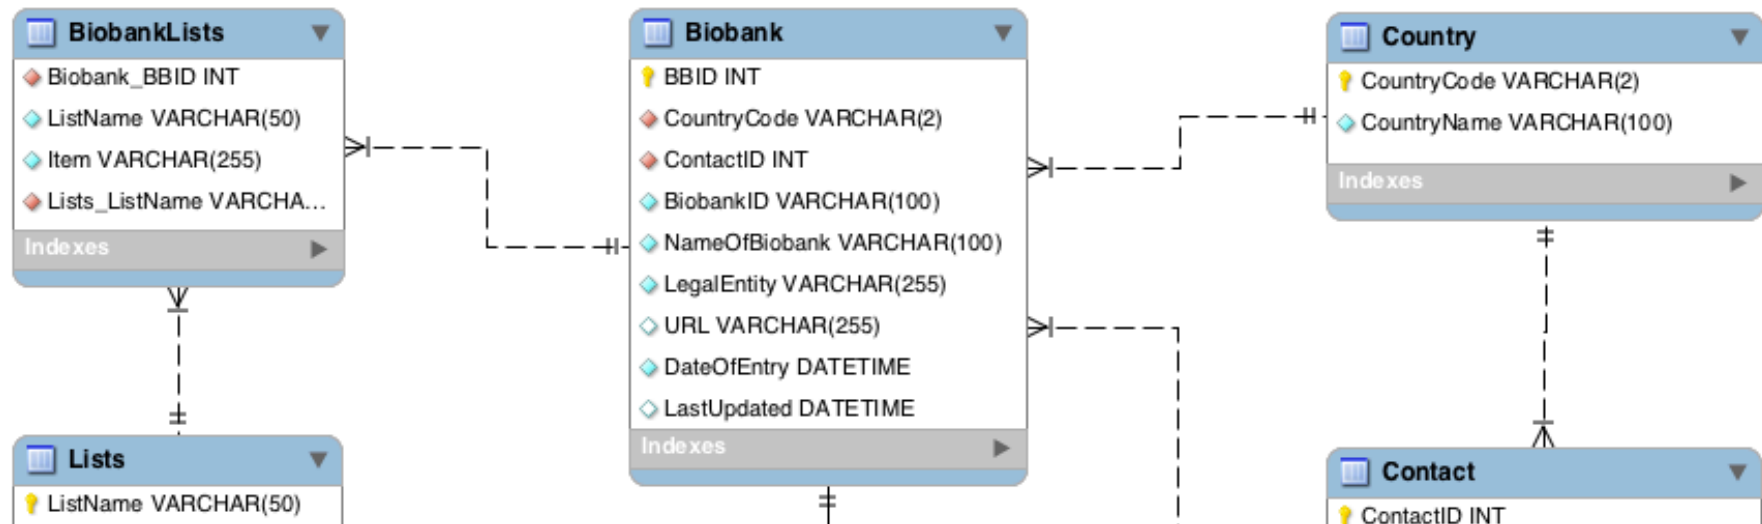 BiobankLists
Biobank_BBID INT
ListName VARCHAR(50)
Item VARCHAR(255)
Lists_ListName VARCHA...
Indexes
Lists
ListName VARCHAR(50)
Biobank
BBID INT
CountryCode VARCHAR(2)
ContactID INT
BiobankID VARCHAR(100)
NameOfBiobank VARCHAR(100)
LegalEntity VARCHAR(255)
URL VARCHAR(255)
DateOfEntry DATETIME
LastUpdated DATETIME
Indexes
Country
CountryCode VARCHAR(2)
CountryName VARCHAR(100)
Indexes
Contact
ContactID INT